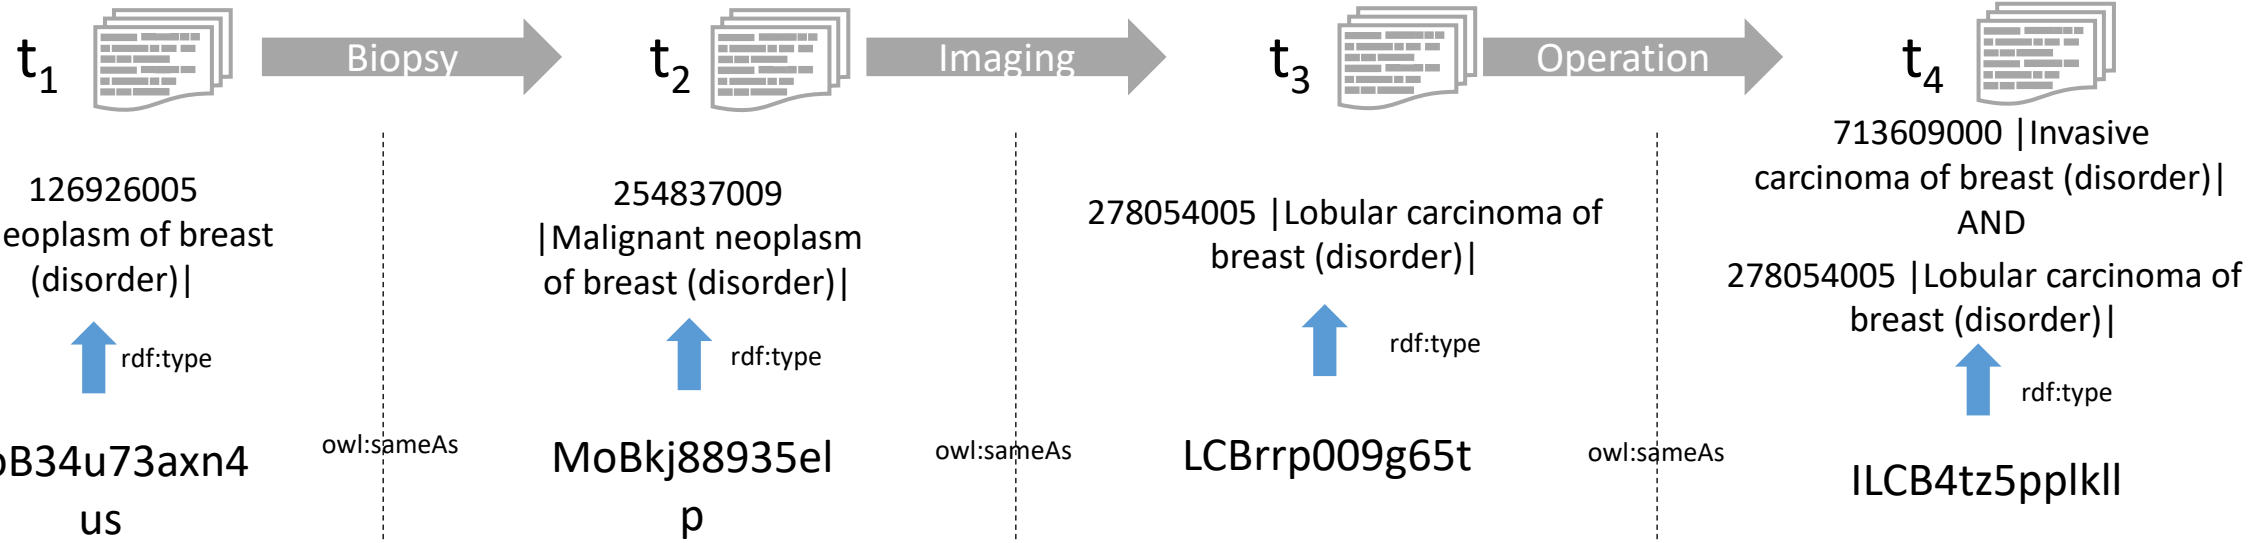 t1
Biopsy
t2
Imaging
t3
Operation
t4
126926005
eoplasm of breast
(disorder)|
254837009
|Malignant neoplasm
of breast (disorder)|
278054005 |Lobular carcinoma of
breast (disorder)|
713609000 |Invasive
carcinoma of breast (disorder)|
AND
278054005 |Lobular carcinoma of
breast (disorder)|
rdf:type
rdf:type
rdf:type
rdf:type
oB34u73axn4
us
owl:sameAs
MoBkj88935el
p
owl:sameAs
LCBrrp009g65t
owl:sameAs
ILCB4tz5pplkll